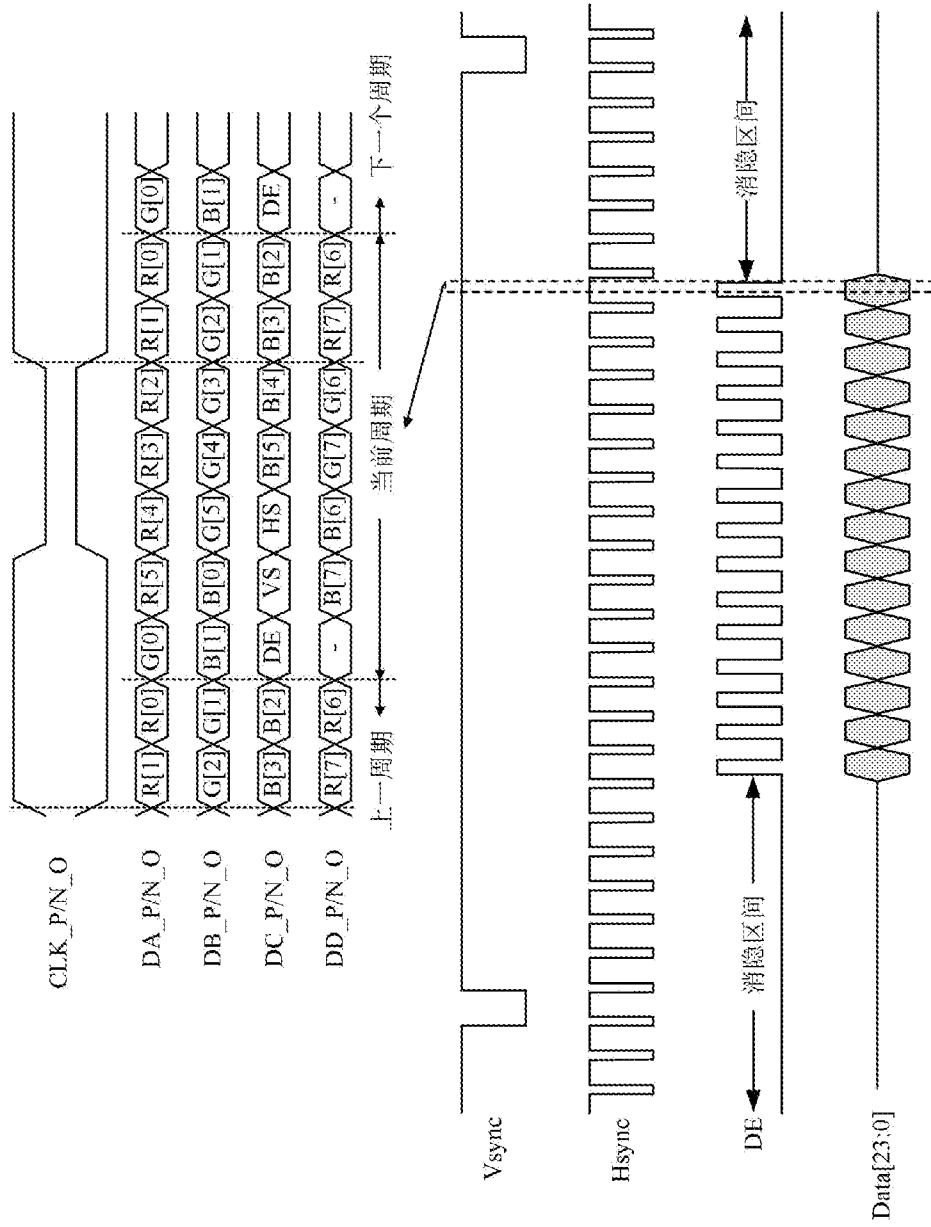 CLK_P/N_O
DA_P/N_O R[1] R[0] G[0] R[5] R[4] R[3] R[2] R[1] R[0] G[0]
DB_P/N_O G[2] G[1] B[1] B[0] G[5] G[4] G[3] G[2] G[1] B[1]
DC_P/N_O B[3] B[2] DE VS HS B[5] B[4] B[3] B[2] DE
DD_P/N_O R[7] R[6] - B[7] B[6] G[7] G[6] R[7] R[6] -
上一周期 当前周期 下一个周期
Vsync
Hsync
DE 消隐区间 消隐区间
Data[23:0]